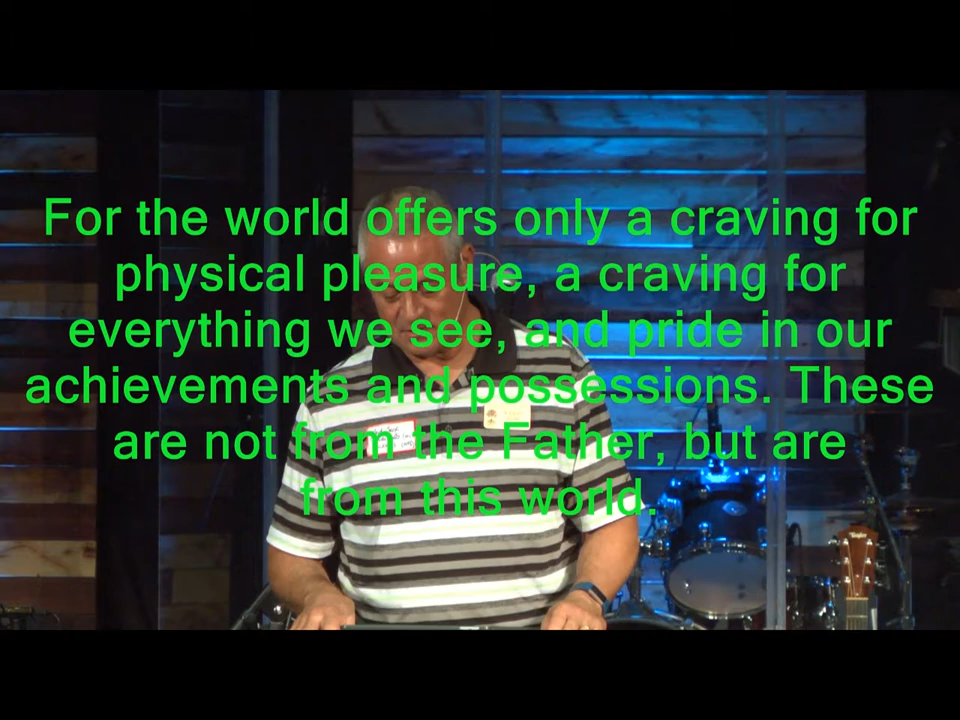 For the world offers only a craving for
physical pleasure, a craving for
everything we see, and pride in our
achievements and possessions. These
are not from the Father, but are
from this world.